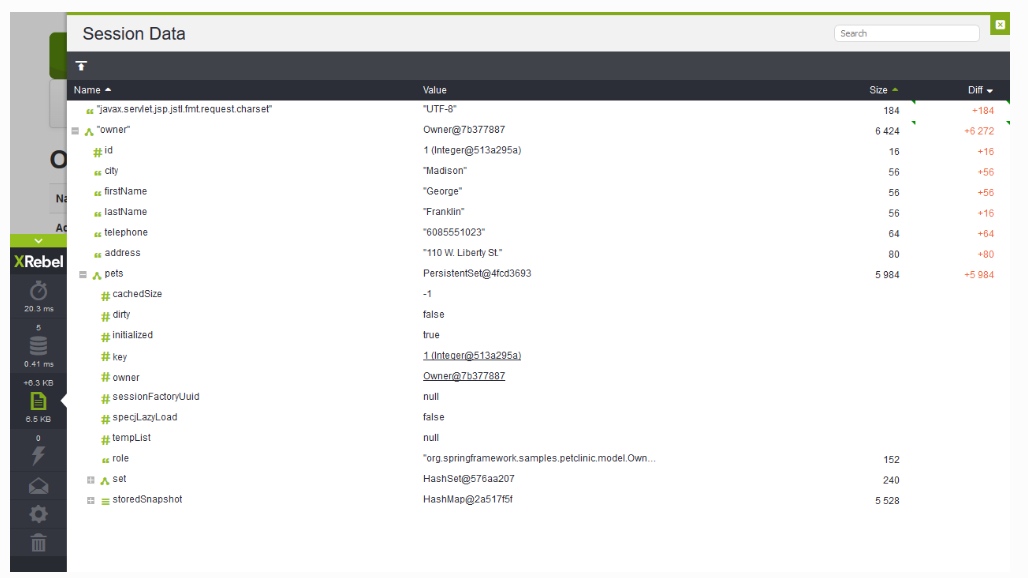 Session Data
Search
Name Value Size Diff
"javax.servlet.jsp.jstl.fmt.request.charset" "UTF-8" 184 +184
"owner" Owner@7b377887 6 424 +6 272
id 1 (Integer@513a295a) 16 +16
city "Madison" 56 +56
firstName "George" 56 +56
lastName "Franklin" 56 +16
telephone "6085551023" 64 +64
address "110 W. Liberty St." 80 +80
pets PersistentSet@4fcd3693 5 984 +5 984
cachedSize -1
dirty false
initialized true
key 1 (Integer@513a295a)
owner Owner@7b377887
sessionFactoryUuid null
specjLazyLoad false
tempList null
role "org.springframework.samples.petclinic.model.Own... 152
set HashSet@576aa207 240
storedSnapshot HashMap@2a517f5f 5 528
O
Na
Ad
XRebel
20.3 ms
5
0.41 ms
+6.3 KB
6.5 KB
0